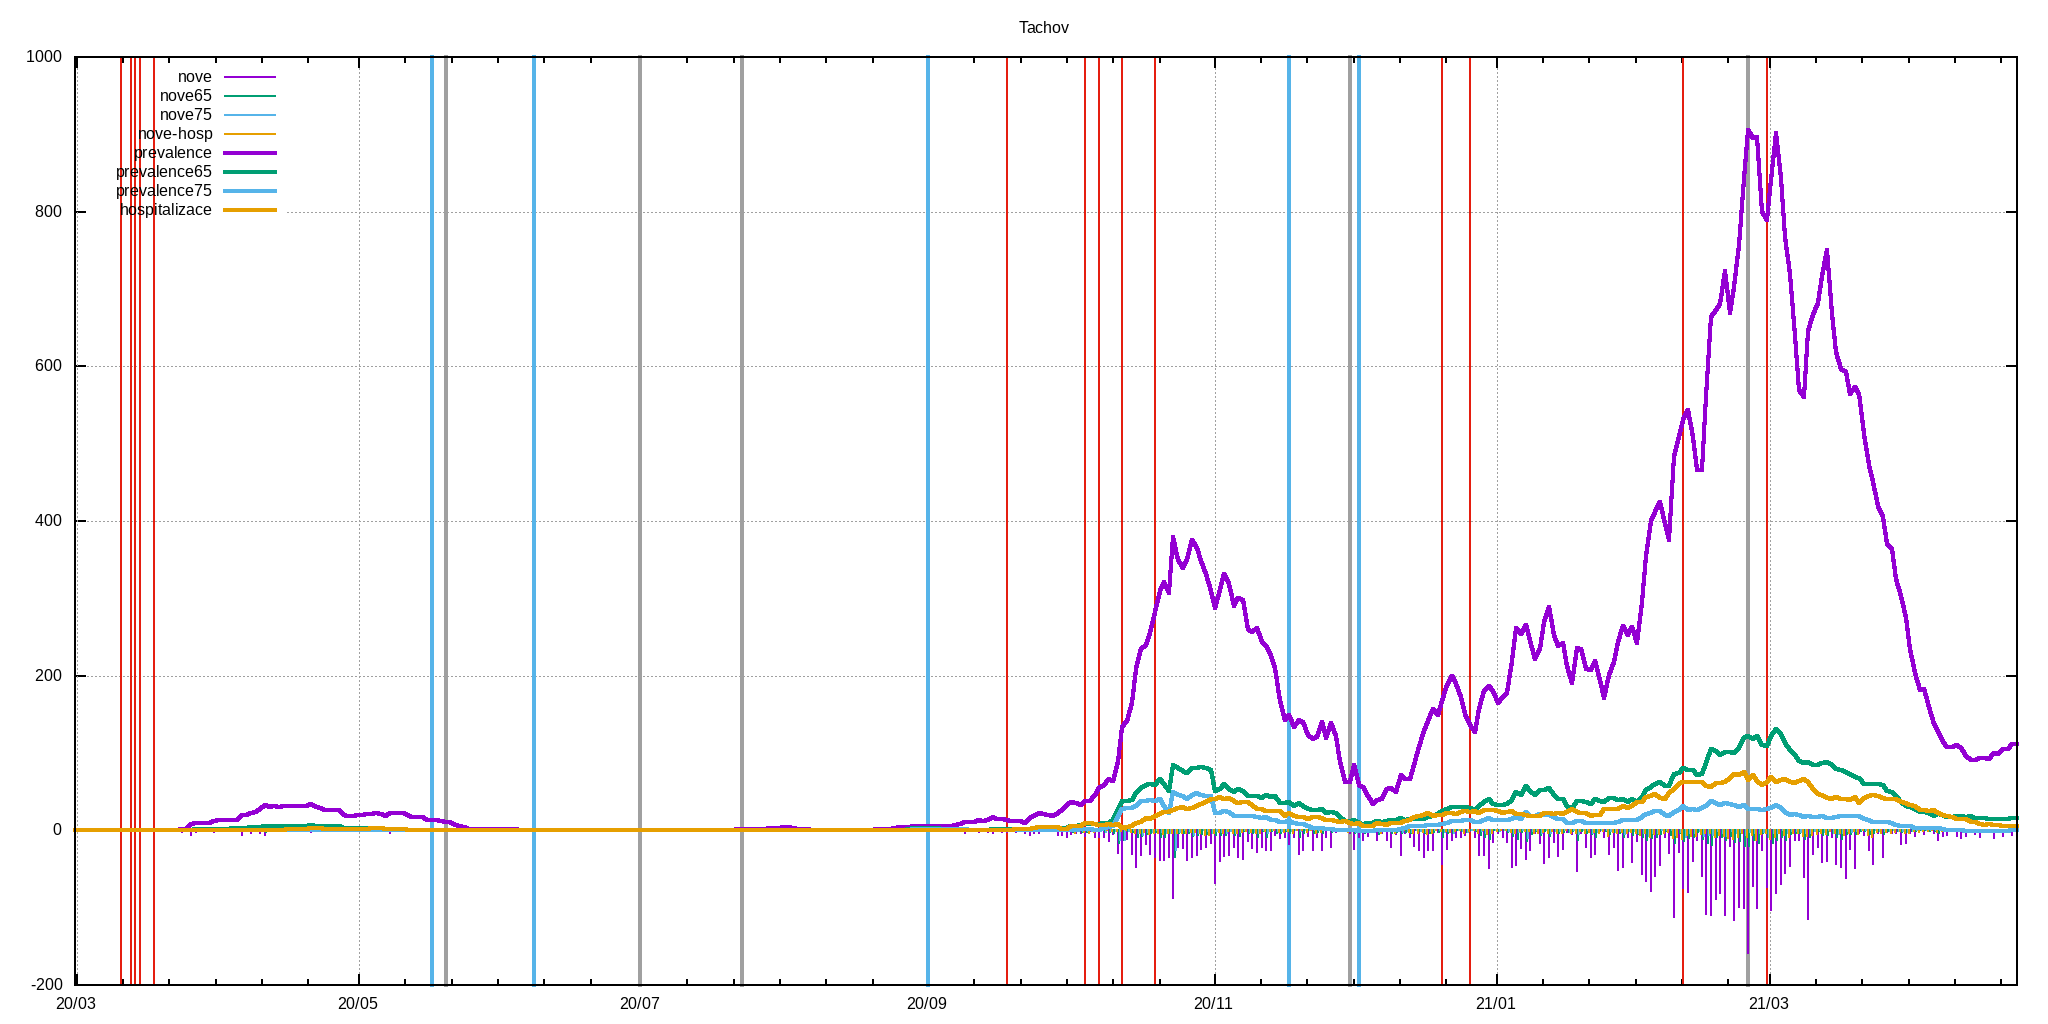 Tachov
1000
800
600
400
200
0
-200
nove
nove65
nove75
nove-hosp
prevalence
prevalence65
prevalence75
hospitalizace
20/03 20/05 20/07 20/09 20/11 21/01 21/03